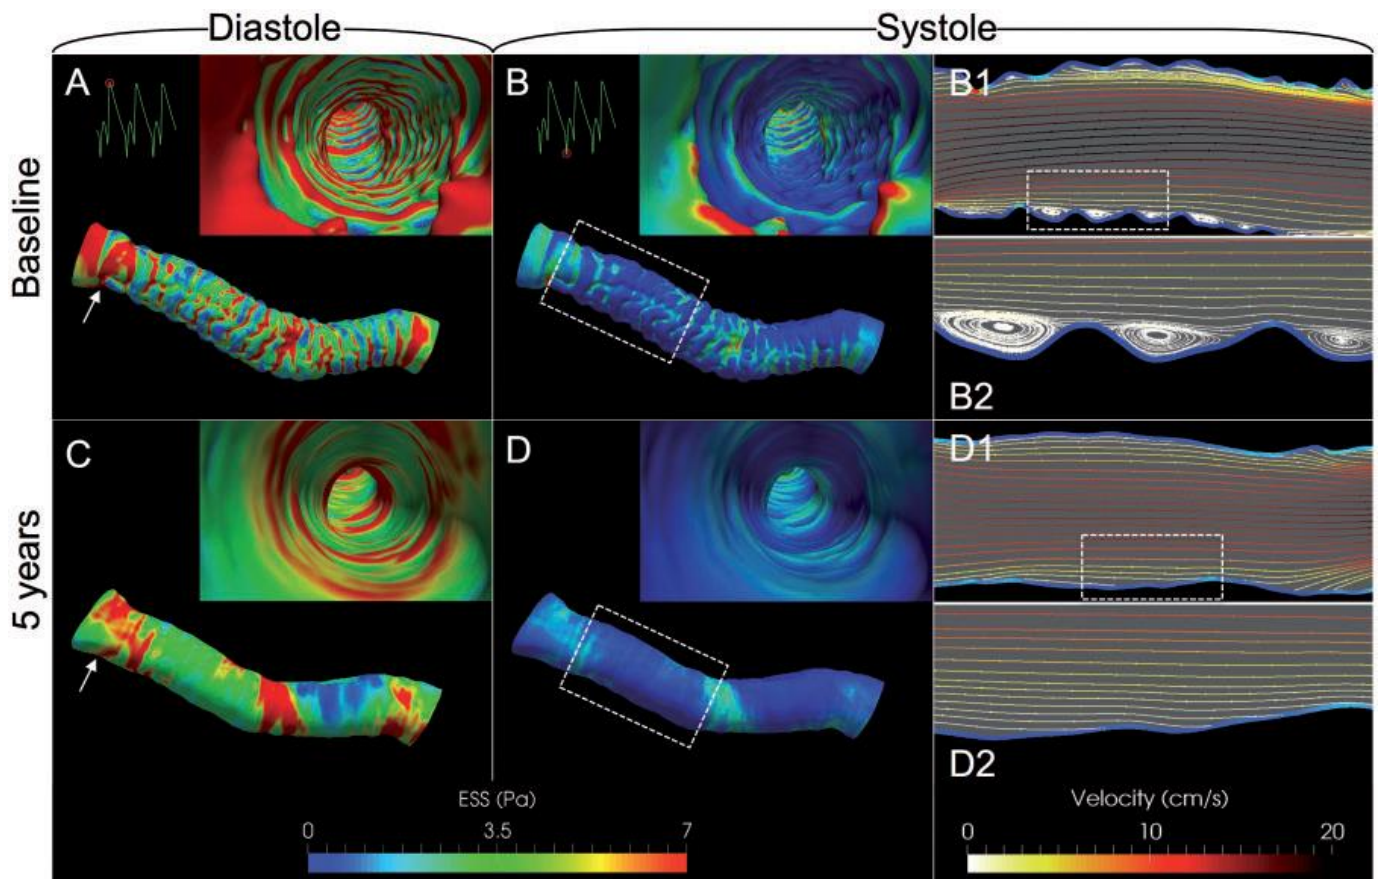 Diastole
Systole
Baseline
A
B
B1
B2
5 years
C
D
D1
D2
ESS (Pa)
0 3.5 7
Velocity (cm/s)
0 10 20